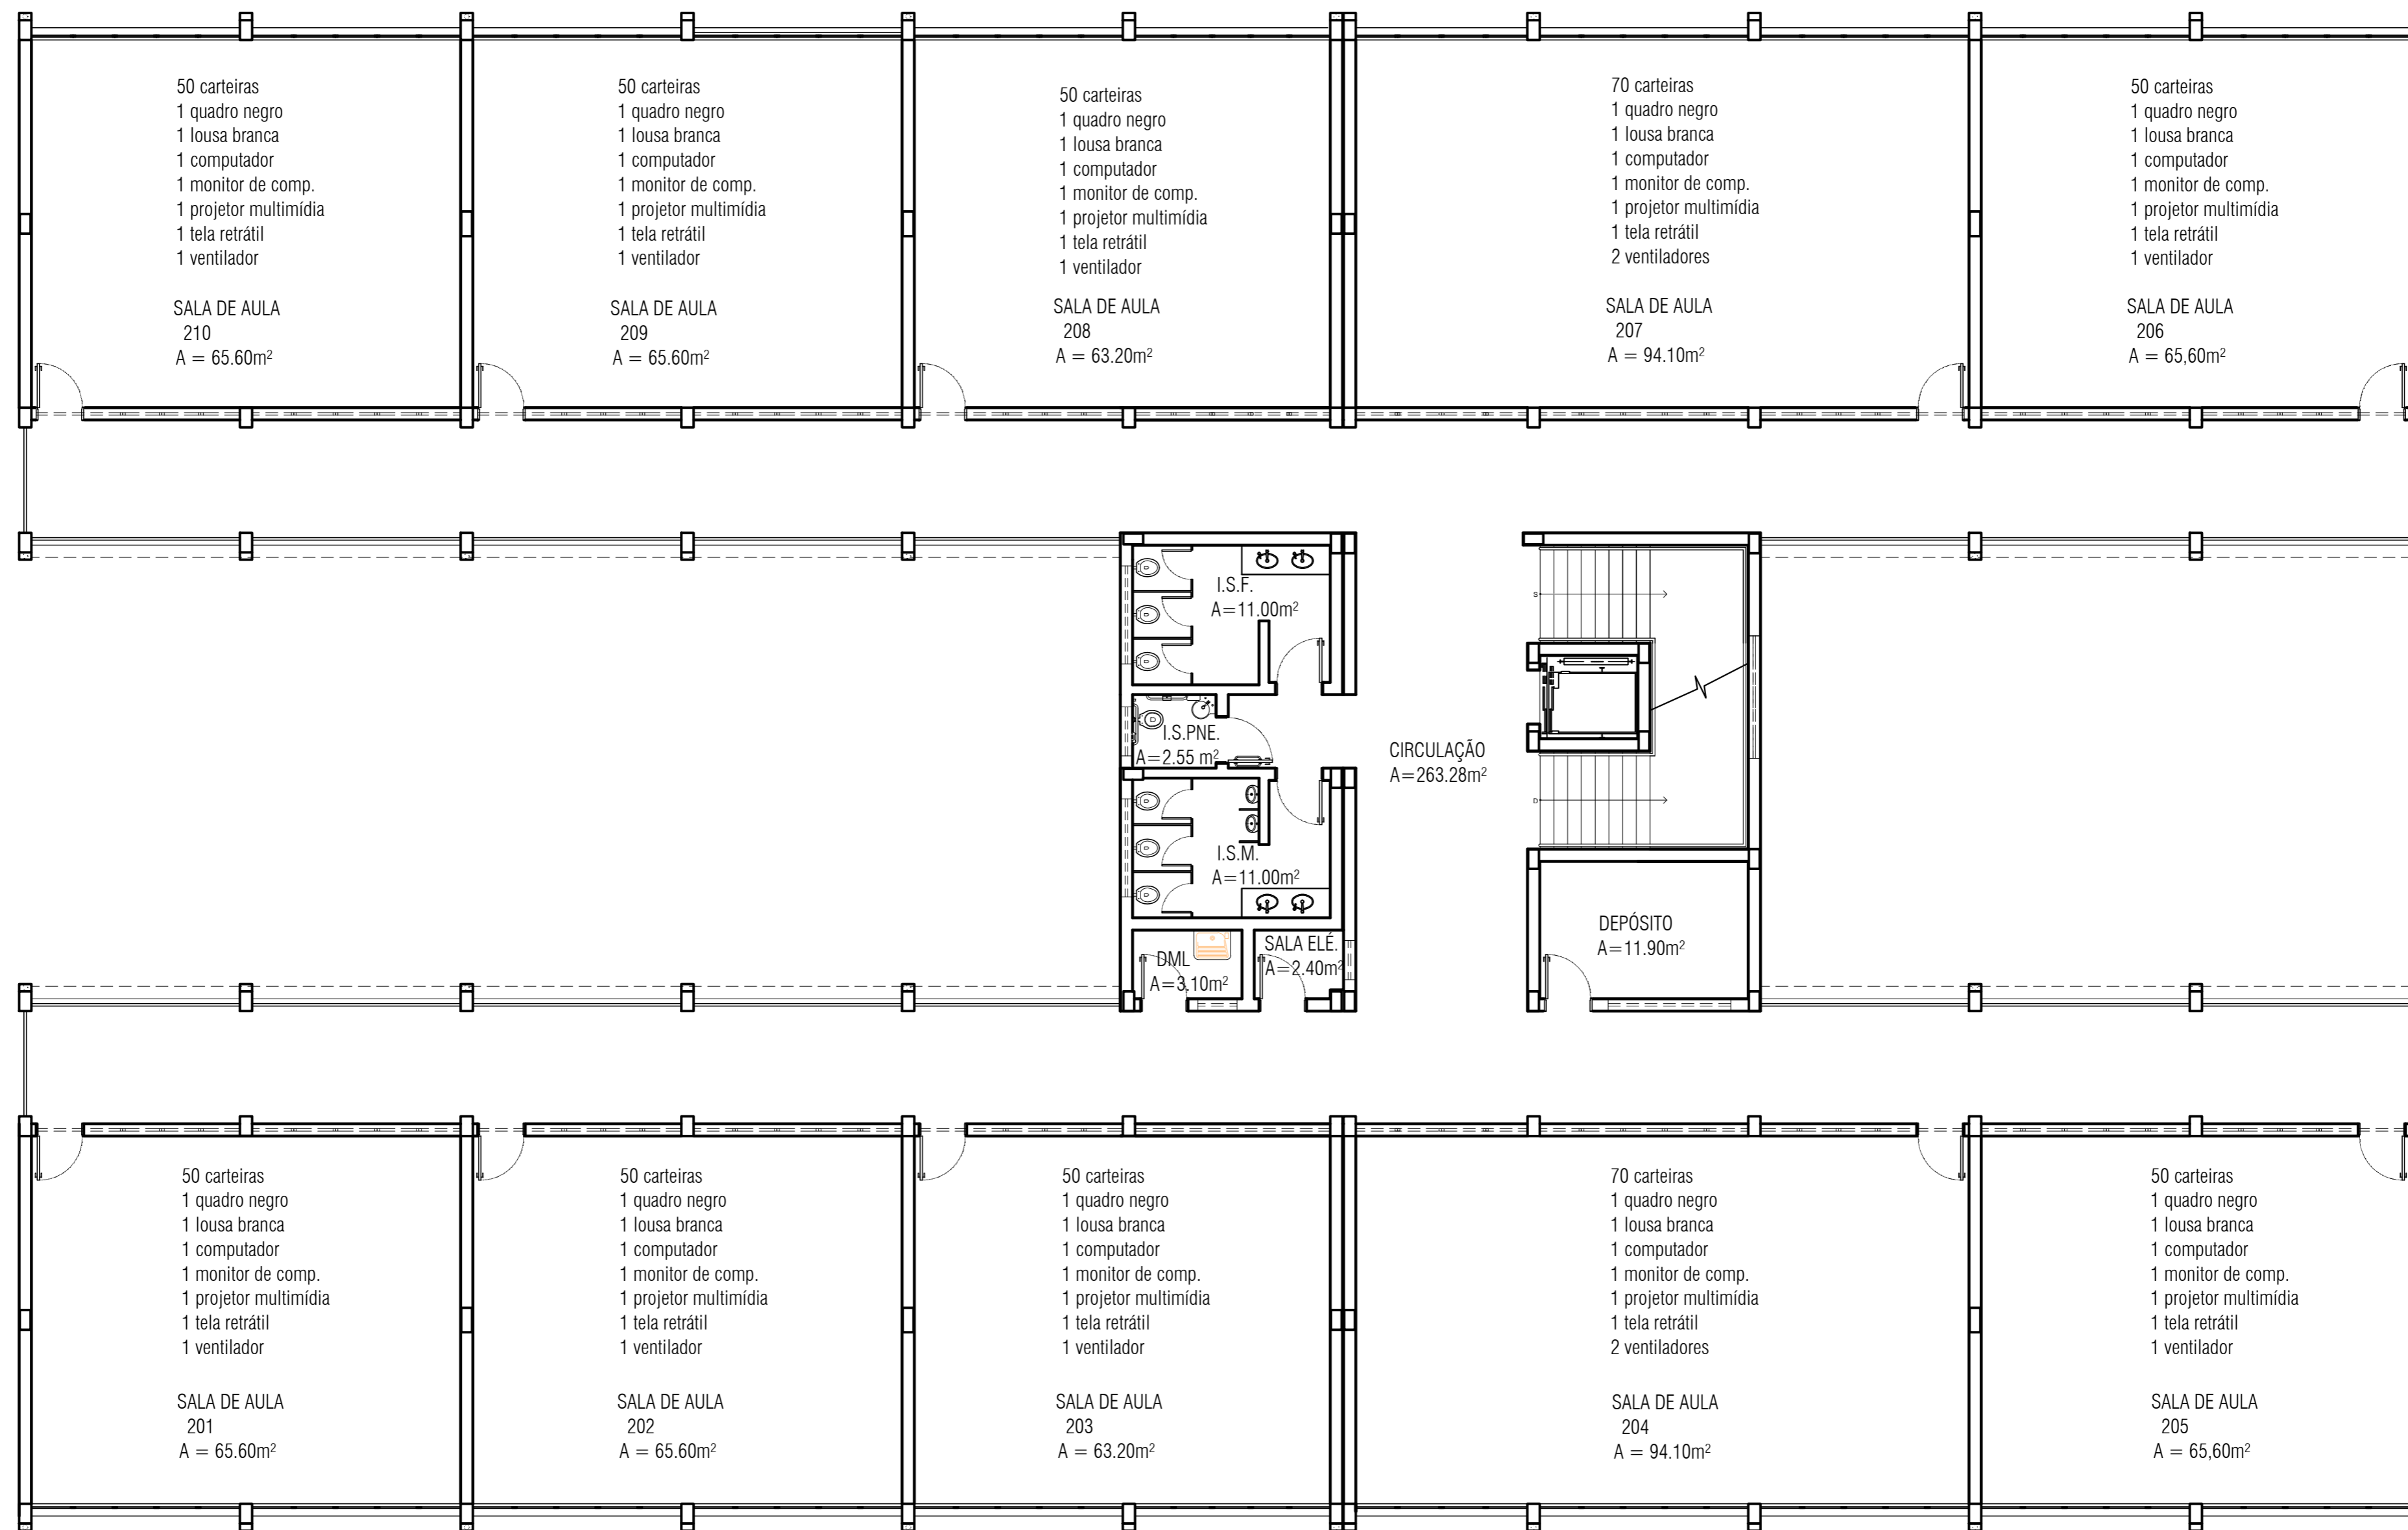 50 carteiras
1 quadro negro
1 lousa branca
1 computador
1 monitor de comp.
1 projetor multimídia
1 tela retrátil
1 ventilador
SALA DE AULA
210
A = 65.60m²
50 carteiras
1 quadro negro
1 lousa branca
1 computador
1 monitor de comp.
1 projetor multimídia
1 tela retrátil
1 ventilador
SALA DE AULA
209
A = 65.60m²
50 carteiras
1 quadro negro
1 lousa branca
1 computador
1 monitor de comp.
1 projetor multimídia
1 tela retrátil
1 ventilador
SALA DE AULA
208
A = 63.20m²
70 carteiras
1 quadro negro
1 lousa branca
1 computador
1 monitor de comp.
1 projetor multimídia
1 tela retrátil
2 ventiladores
SALA DE AULA
207
A = 94.10m²
50 carteiras
1 quadro negro
1 lousa branca
1 computador
1 monitor de comp.
1 projetor multimídia
1 tela retrátil
1 ventilador
SALA DE AULA
206
A = 65,60m²
I.S.F.
A=11.00m²
I.S.PNE.
A=2.55 m²
I.S.M.
A=11.00m²
DML
A=3.10m²
SALA ELÉ.
A=2.40m²
CIRCULAÇÃO
A=263.28m²
S
D
DEPÓSITO
A=11.90m²
50 carteiras
1 quadro negro
1 lousa branca
1 computador
1 monitor de comp.
1 projetor multimídia
1 tela retrátil
1 ventilador
SALA DE AULA
201
A = 65.60m²
50 carteiras
1 quadro negro
1 lousa branca
1 computador
1 monitor de comp.
1 projetor multimídia
1 tela retrátil
1 ventilador
SALA DE AULA
202
A = 65.60m²
50 carteiras
1 quadro negro
1 lousa branca
1 computador
1 monitor de comp.
1 projetor multimídia
1 tela retrátil
1 ventilador
SALA DE AULA
203
A = 63.20m²
70 carteiras
1 quadro negro
1 lousa branca
1 computador
1 monitor de comp.
1 projetor multimídia
1 tela retrátil
2 ventiladores
SALA DE AULA
204
A = 94.10m²
50 carteiras
1 quadro negro
1 lousa branca
1 computador
1 monitor de comp.
1 projetor multimídia
1 tela retrátil
1 ventilador
SALA DE AULA
205
A = 65,60m²